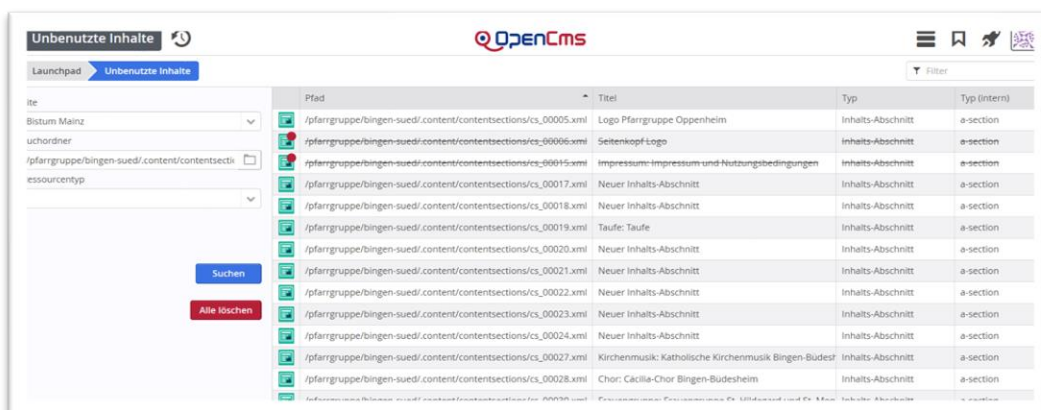 Unbenutzte Inhalte
OpenCms
Launchpad Unbenutzte Inhalte
Filter
ite
Bistum Mainz
uchordner
/pfarrgruppe/bingen-sued/.content/contentsectic
essourcentyp
Suchen
Alle löschen
Pfad Titel Typ Typ (intern)
/pfarrgruppe/bingen-sued/.content/contentsections/cs_00005.xml Logo Pfarrgruppe Oppenheim Inhalts-Abschnitt a-section
/pfarrgruppe/bingen-sued/.content/contentsections/cs_00006.xml Seitenkopf Logo Inhalts-Abschnitt a-section
/pfarrgruppe/bingen-sued/.content/contentsections/cs_00015.xml Impressum: Impressum und Nutzungsbedingungen Inhalts-Abschnitt a-section
/pfarrgruppe/bingen-sued/.content/contentsections/cs_00017.xml Neuer Inhalts-Abschnitt Inhalts-Abschnitt a-section
/pfarrgruppe/bingen-sued/.content/contentsections/cs_00018.xml Neuer Inhalts-Abschnitt Inhalts-Abschnitt a-section
/pfarrgruppe/bingen-sued/.content/contentsections/cs_00019.xml Taufe: Taufe Inhalts-Abschnitt a-section
/pfarrgruppe/bingen-sued/.content/contentsections/cs_00020.xml Neuer Inhalts-Abschnitt Inhalts-Abschnitt a-section
/pfarrgruppe/bingen-sued/.content/contentsections/cs_00021.xml Neuer Inhalts-Abschnitt Inhalts-Abschnitt a-section
/pfarrgruppe/bingen-sued/.content/contentsections/cs_00022.xml Neuer Inhalts-Abschnitt Inhalts-Abschnitt a-section
/pfarrgruppe/bingen-sued/.content/contentsections/cs_00023.xml Neuer Inhalts-Abschnitt Inhalts-Abschnitt a-section
/pfarrgruppe/bingen-sued/.content/contentsections/cs_00024.xml Neuer Inhalts-Abschnitt Inhalts-Abschnitt a-section
/pfarrgruppe/bingen-sued/.content/contentsections/cs_00027.xml Kirchenmusik: Katholische Kirchenmusik Bingen-Büdesh Inhalts-Abschnitt a-section
/pfarrgruppe/bingen-sued/.content/contentsections/cs_00028.xml Chor: Cäcilia-Chor Bingen-Büdesheim Inhalts-Abschnitt a-section